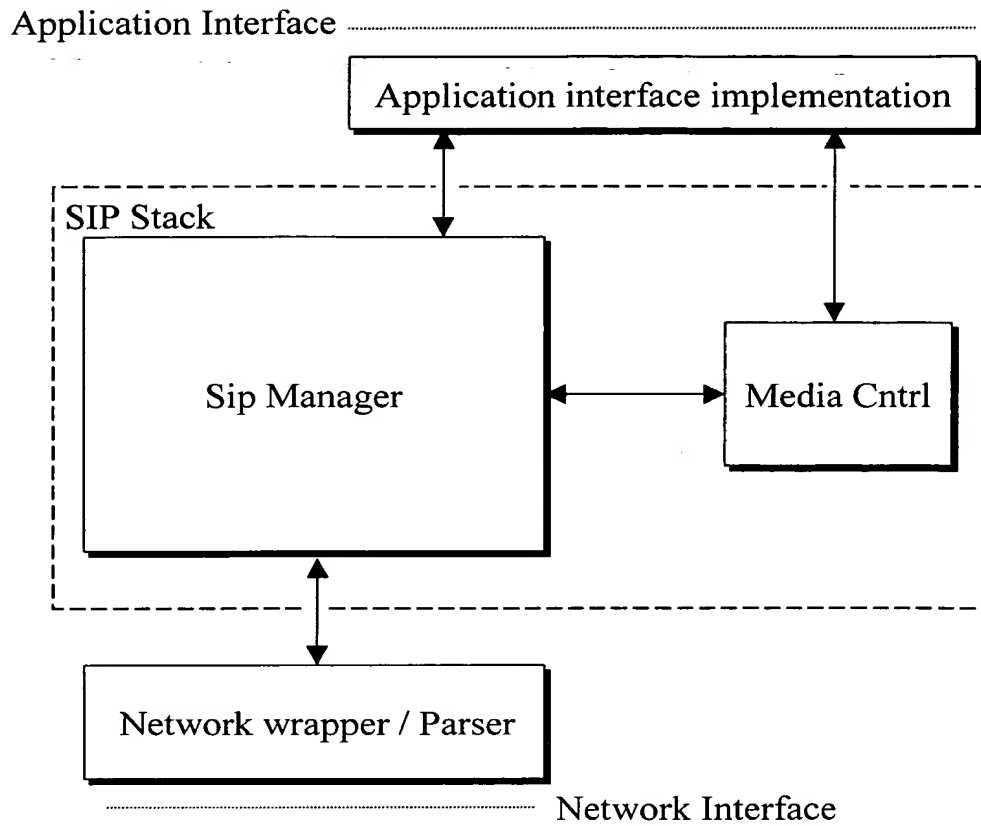 Application Interface
Application interface implementation
SIP Stack
Sip Manager
Media Cntrl
Network wrapper / Parser
Network Interface